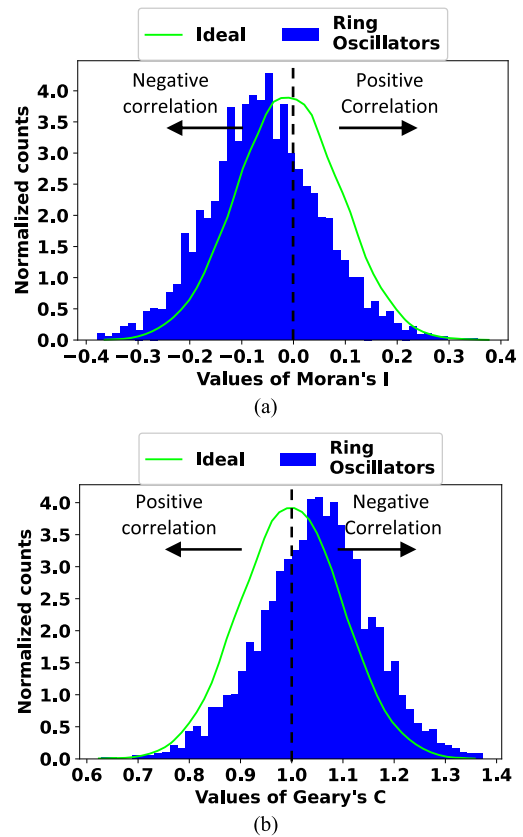 Ideal
Ring
Oscillators
Negative
correlation
Positive
Correlation
Normalized counts
4.0
3.5
3.0
2.5
2.0
1.5
1.0
0.5
0.0
−0.4 −0.3 −0.2 −0.1 0.0 0.1 0.2 0.3 0.4
Values of Moran's I
(a)
Ideal
Ring
Oscillators
Positive
correlation
Negative
Correlation
Normalized counts
4.0
3.5
3.0
2.5
2.0
1.5
1.0
0.5
0.0
0.6 0.7 0.8 0.9 1.0 1.1 1.2 1.3 1.4
Values of Geary's C
(b)